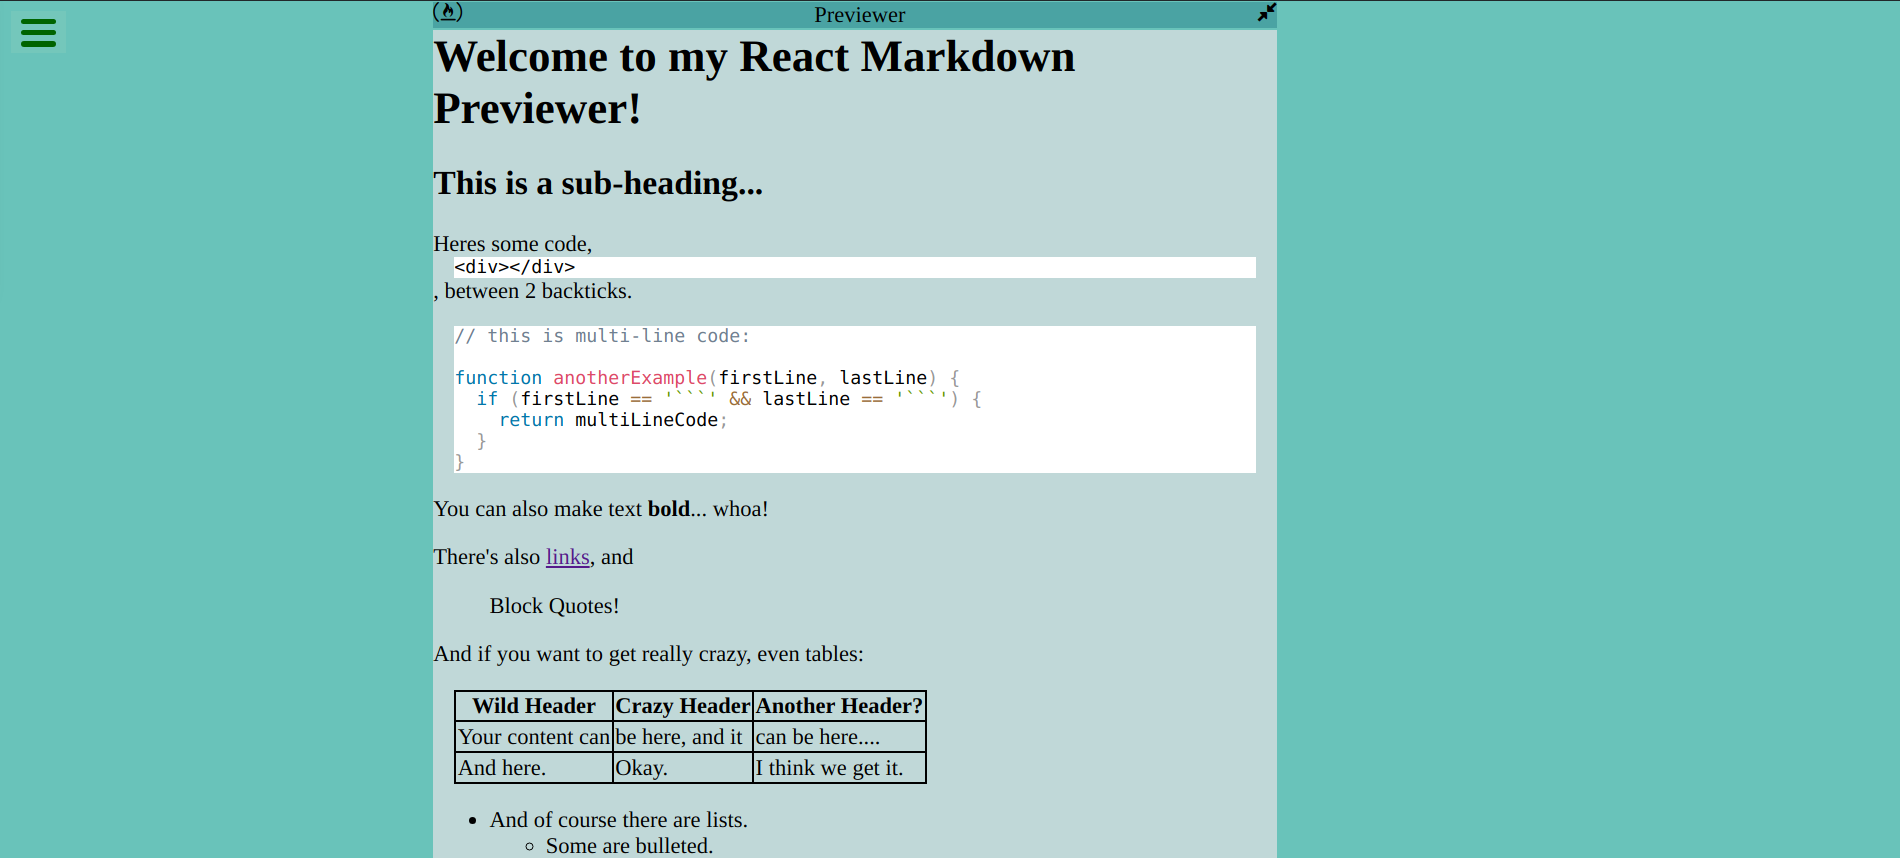 Previewer
Welcome to my React Markdown
Previewer!
This is a sub-heading...
Heres some code,
<div></div>
, between 2 backticks.
// this is multi-line code:
function anotherExample(firstLine, lastLine) {
  if (firstLine == '```' && lastLine == '```') {
    return multiLineCode;
  }
}
You can also make text bold... whoa!
There's also links, and
Block Quotes!
And if you want to get really crazy, even tables:
Wild Header Crazy Header Another Header?
Your content can be here, and it can be here....
And here. Okay. I think we get it.
And of course there are lists.
Some are bulleted.